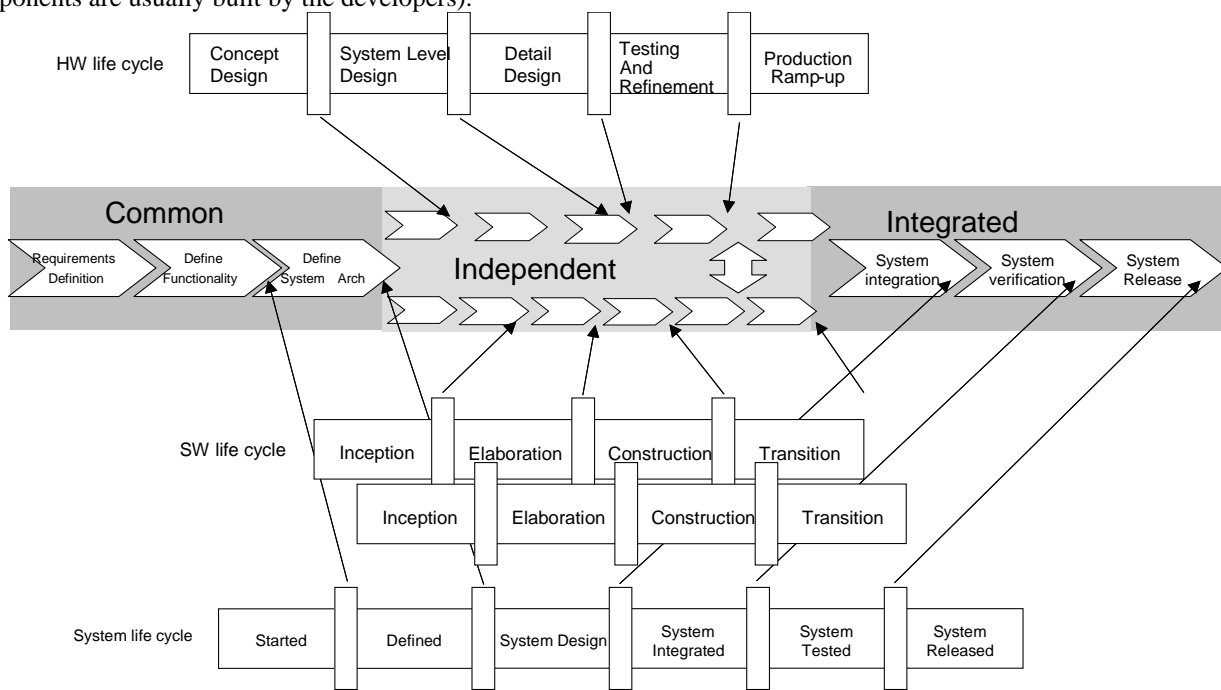 ponents are usually built by the developers).
HW life cycle
Concept
Design
System Level
Design
Detail
Design
Testing
And
Refinement
Production
Ramp-up
Common
Requirements
Definition
Define
Functionality
Define
System Arch
Independent
Integrated
System
integration
System
verification
System
Release
SW life cycle
Inception
Elaboration
Construction
Transition
Inception
Elaboration
Construction
Transition
System life cycle
Started
Defined
System Design
System
Integrated
System
Tested
System
Released